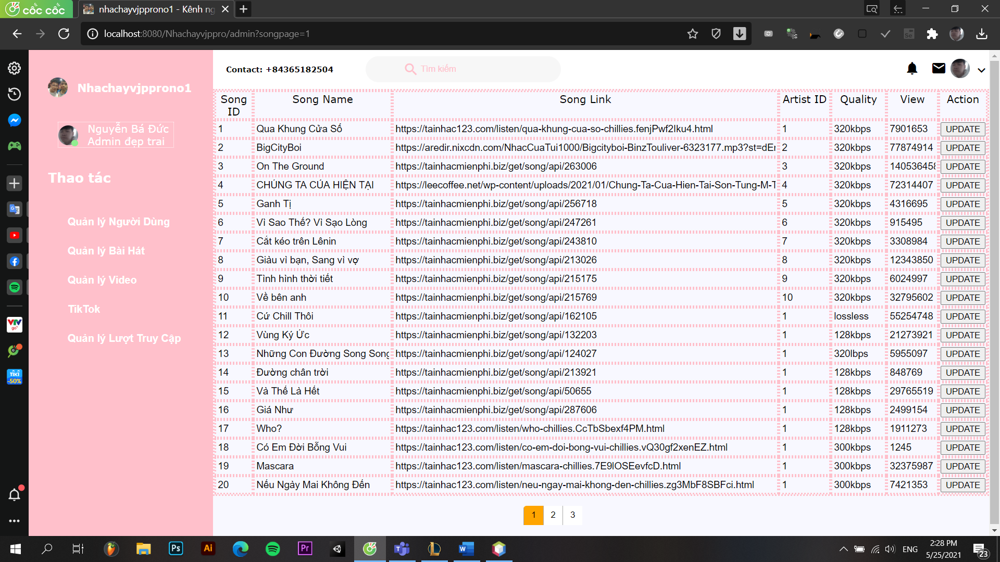 cốc cốc
nhachayvjpprono1 - Kênh ng
localhost:8080/Nhachayvjppro/admin?songpage=1
Nhachayvjpprono1
Nguyễn Bá Đức
Admin đẹp trai
Thao tác
Quản lý Người Dùng
Quản lý Bài Hát
Quản lý Video
TikTok
Quản lý Lượt Truy Cập
Contact: +84365182504
Tìm kiếm
Song ID Song Name Song Link Artist ID Quality View Action
1 Qua Khung Cửa Sổ https://tainhac123.com/listen/qua-khung-cua-so-chillies.fenjPwf2Iku4.html 1 320kbps 7901653 UPDATE
2 BigCityBoi https://aredir.nixcdn.com/NhacCuaTui1000/Bigcityboi-BinzTouliver-6323177.mp3?st=dEr 2 320kbps 77874914 UPDATE
3 On The Ground https://tainhacmienphi.biz/get/song/api/263006 3 320kbps 140536458 UPDATE
4 CHÚNG TA CỦA HIỆN TẠI https://leecoffee.net/wp-content/uploads/2021/01/Chung-Ta-Cua-Hien-Tai-Son-Tung-M-T 4 320kbps 72314407 UPDATE
5 Ganh Tị https://tainhacmienphi.biz/get/song/api/256718 5 320kbps 4316695 UPDATE
6 Vì Sao Thế? Vì Sạo Lòng https://tainhacmienphi.biz/get/song/api/247261 6 320kbps 915495 UPDATE
7 Cắt kéo trên Lênin https://tainhacmienphi.biz/get/song/api/243810 7 320kbps 3308984 UPDATE
8 Giàu vì bạn, Sang vì vợ https://tainhacmienphi.biz/get/song/api/213026 8 320kbps 12343850 UPDATE
9 Tình hình thời tiết https://tainhacmienphi.biz/get/song/api/215175 9 320kbps 6024997 UPDATE
10 Về bên anh https://tainhacmienphi.biz/get/song/api/215769 10 320kbps 32795602 UPDATE
11 Cứ Chill Thôi https://tainhacmienphi.biz/get/song/api/162105 1 lossless 55254748 UPDATE
12 Vùng Ký Ức https://tainhacmienphi.biz/get/song/api/132203 1 128kbps 21273921 UPDATE
13 Những Con Đường Song Song https://tainhacmienphi.biz/get/song/api/124027 1 320lbps 5955097 UPDATE
14 Đường chân trời https://tainhacmienphi.biz/get/song/api/213921 1 128kbps 848769 UPDATE
15 Và Thế Là Hết https://tainhacmienphi.biz/get/song/api/50655 1 128kbps 29765519 UPDATE
16 Giá Như https://tainhacmienphi.biz/get/song/api/287606 1 128kbps 2499154 UPDATE
17 Who? https://tainhac123.com/listen/who-chillies.CcTbSbexf4PM.html 1 128kbps 1911273 UPDATE
18 Có Em Đời Bỗng Vui https://tainhac123.com/listen/co-em-doi-bong-vui-chillies.vQ30gf2xenEZ.html 1 300kbps 1245 UPDATE
19 Mascara https://tainhac123.com/listen/mascara-chillies.7E9lOSEevfcD.html 1 300kbps 32375987 UPDATE
20 Nếu Ngày Mai Không Đến https://tainhac123.com/listen/neu-ngay-mai-khong-den-chillies.zg3MbF8SBFci.html 1 300kbps 7421353 UPDATE
1 2 3
VTV
go
TIKI
-50%
Ps
Ai
Pr
ENG
2:28 PM
5/25/2021
23